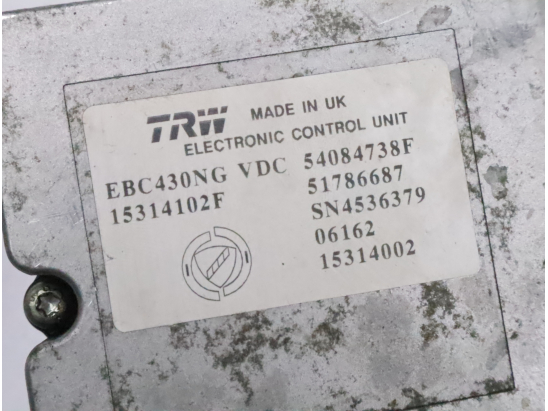 TRW MADE IN UK
ELECTRONIC CONTROL UNIT
EBC430NG VDC 54084738F
15314102F 51786687
SN4536379
06162
15314002